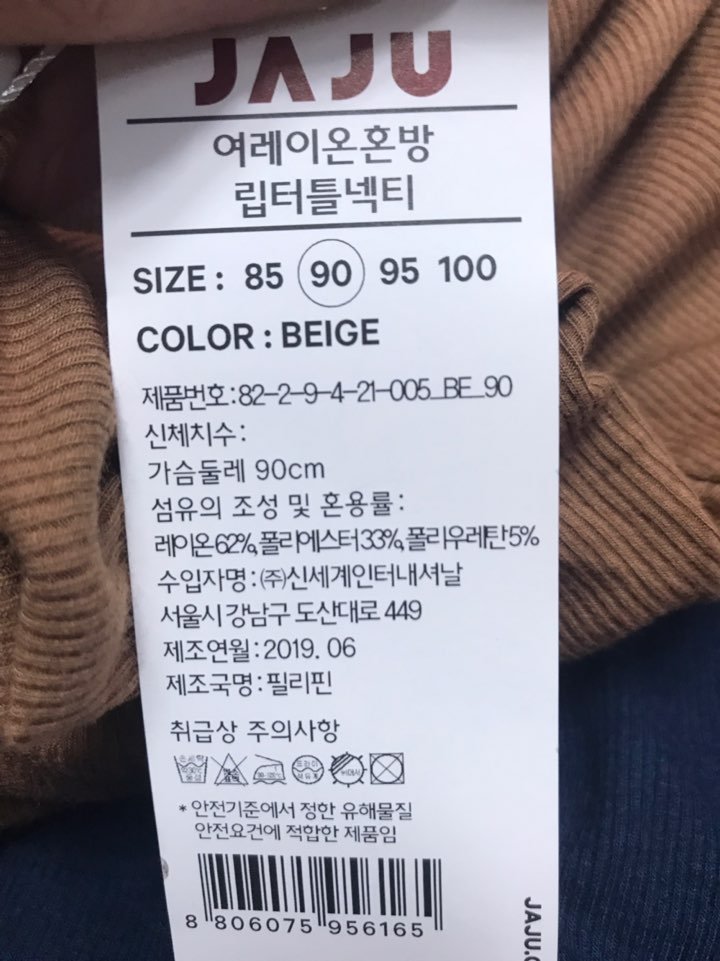 JAJU
여레이온혼방
립터틀넥티
SIZE : 85 90 95 100
COLOR : BEIGE
제품번호:82-2-9-4-21-005_BE_90
신체치수:
가슴둘레 90cm
섬유의 조성 및 혼용률:
레이온62%,폴리에스터33%,폴리우레탄5%
수입자명:㈜신세계인터내셔날
서울시 강남구 도산대로 449
제조연월:2019. 06
제조국명:필리핀
취급상 주의사항
* 안전기준에서 정한 유해물질
안전요건에 적합한 제품임
8 806075 956165
JAJU.